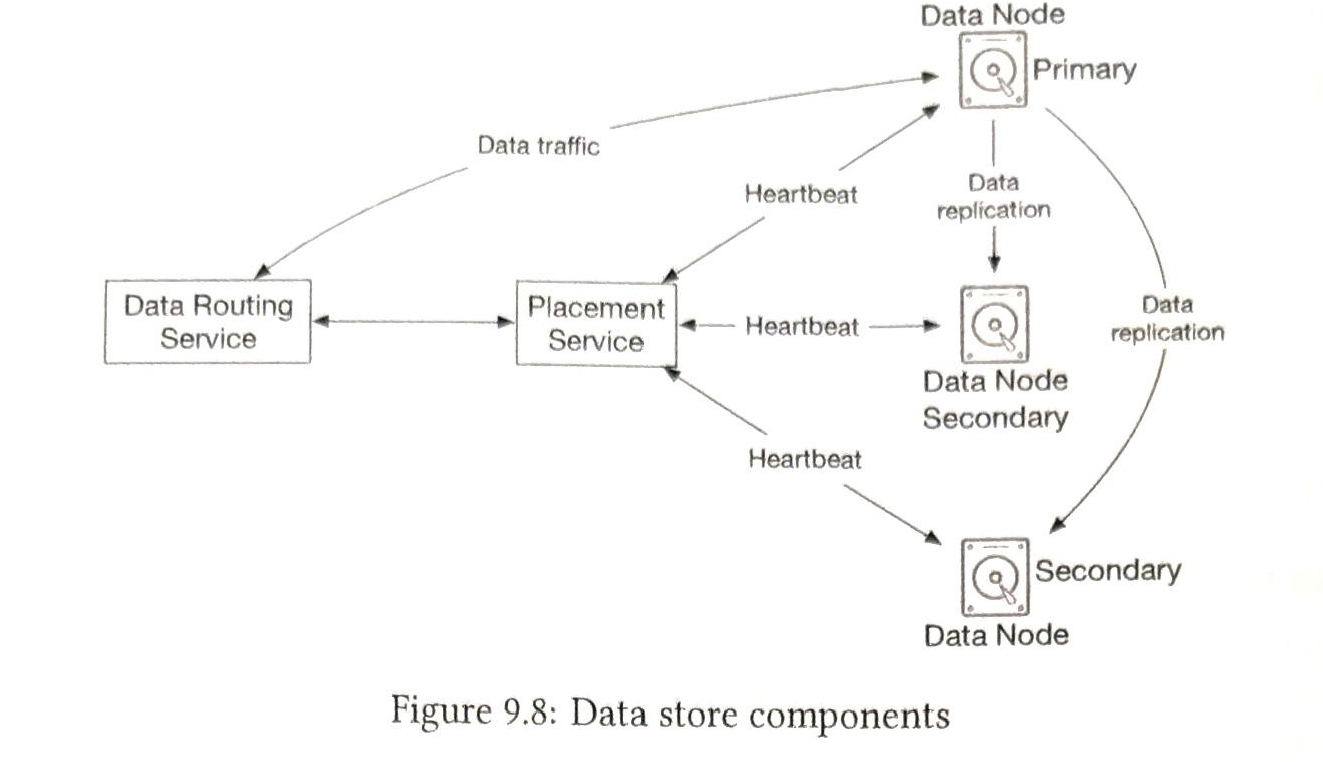 Data Node
Primary
Data traffic
Heartbeat
Data
replication
Data Routing
Service
Placement
Service
Heartbeat
Data
replication
Data Node
Secondary
Heartbeat
Secondary
Data Node
Figure 9.8: Data store components